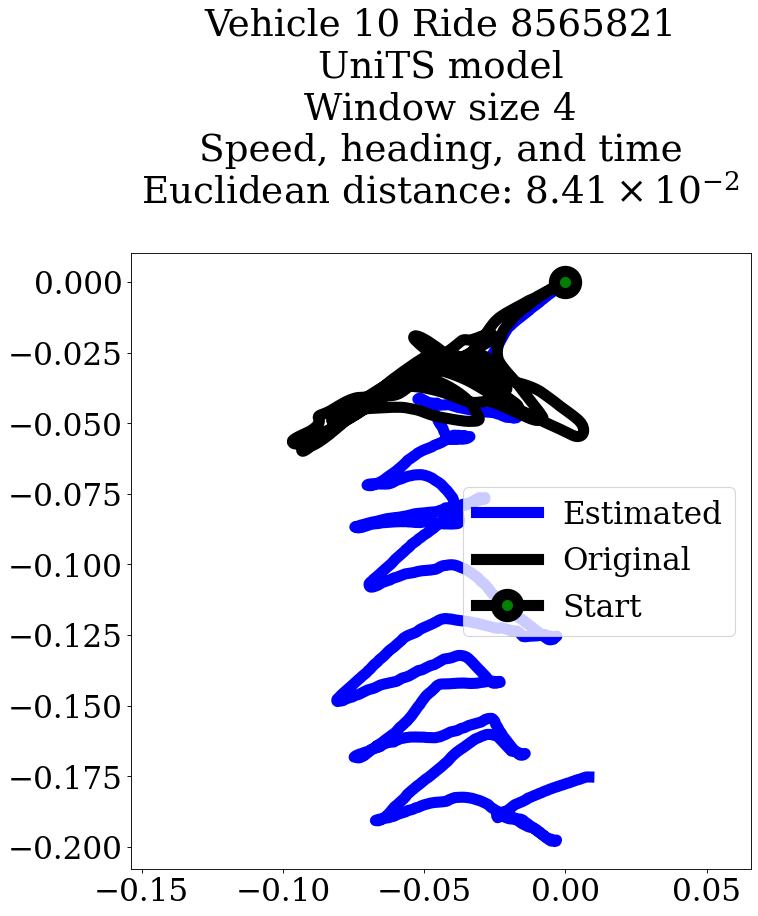 Vehicle 10 Ride 8565821
UniTS model
Window size 4
Speed, heading, and time
Euclidean distance: 8.41 × 10⁻²
0.000
−0.025
−0.050
−0.075
−0.100
−0.125
−0.150
−0.175
−0.200
Estimated
Original
Start
−0.15 −0.10 −0.05 0.00 0.05